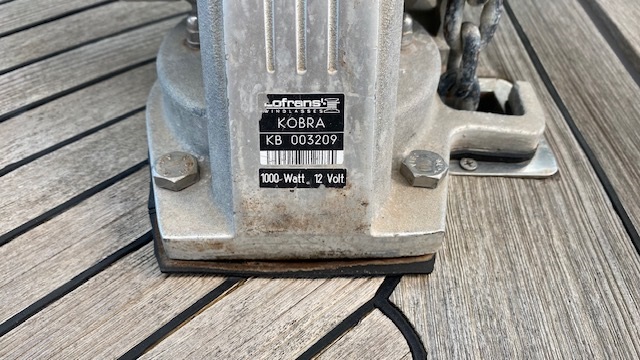 Lofrans'
WINDLASSES
KOBRA
KB 003209
1000 Watt, 12 Volt